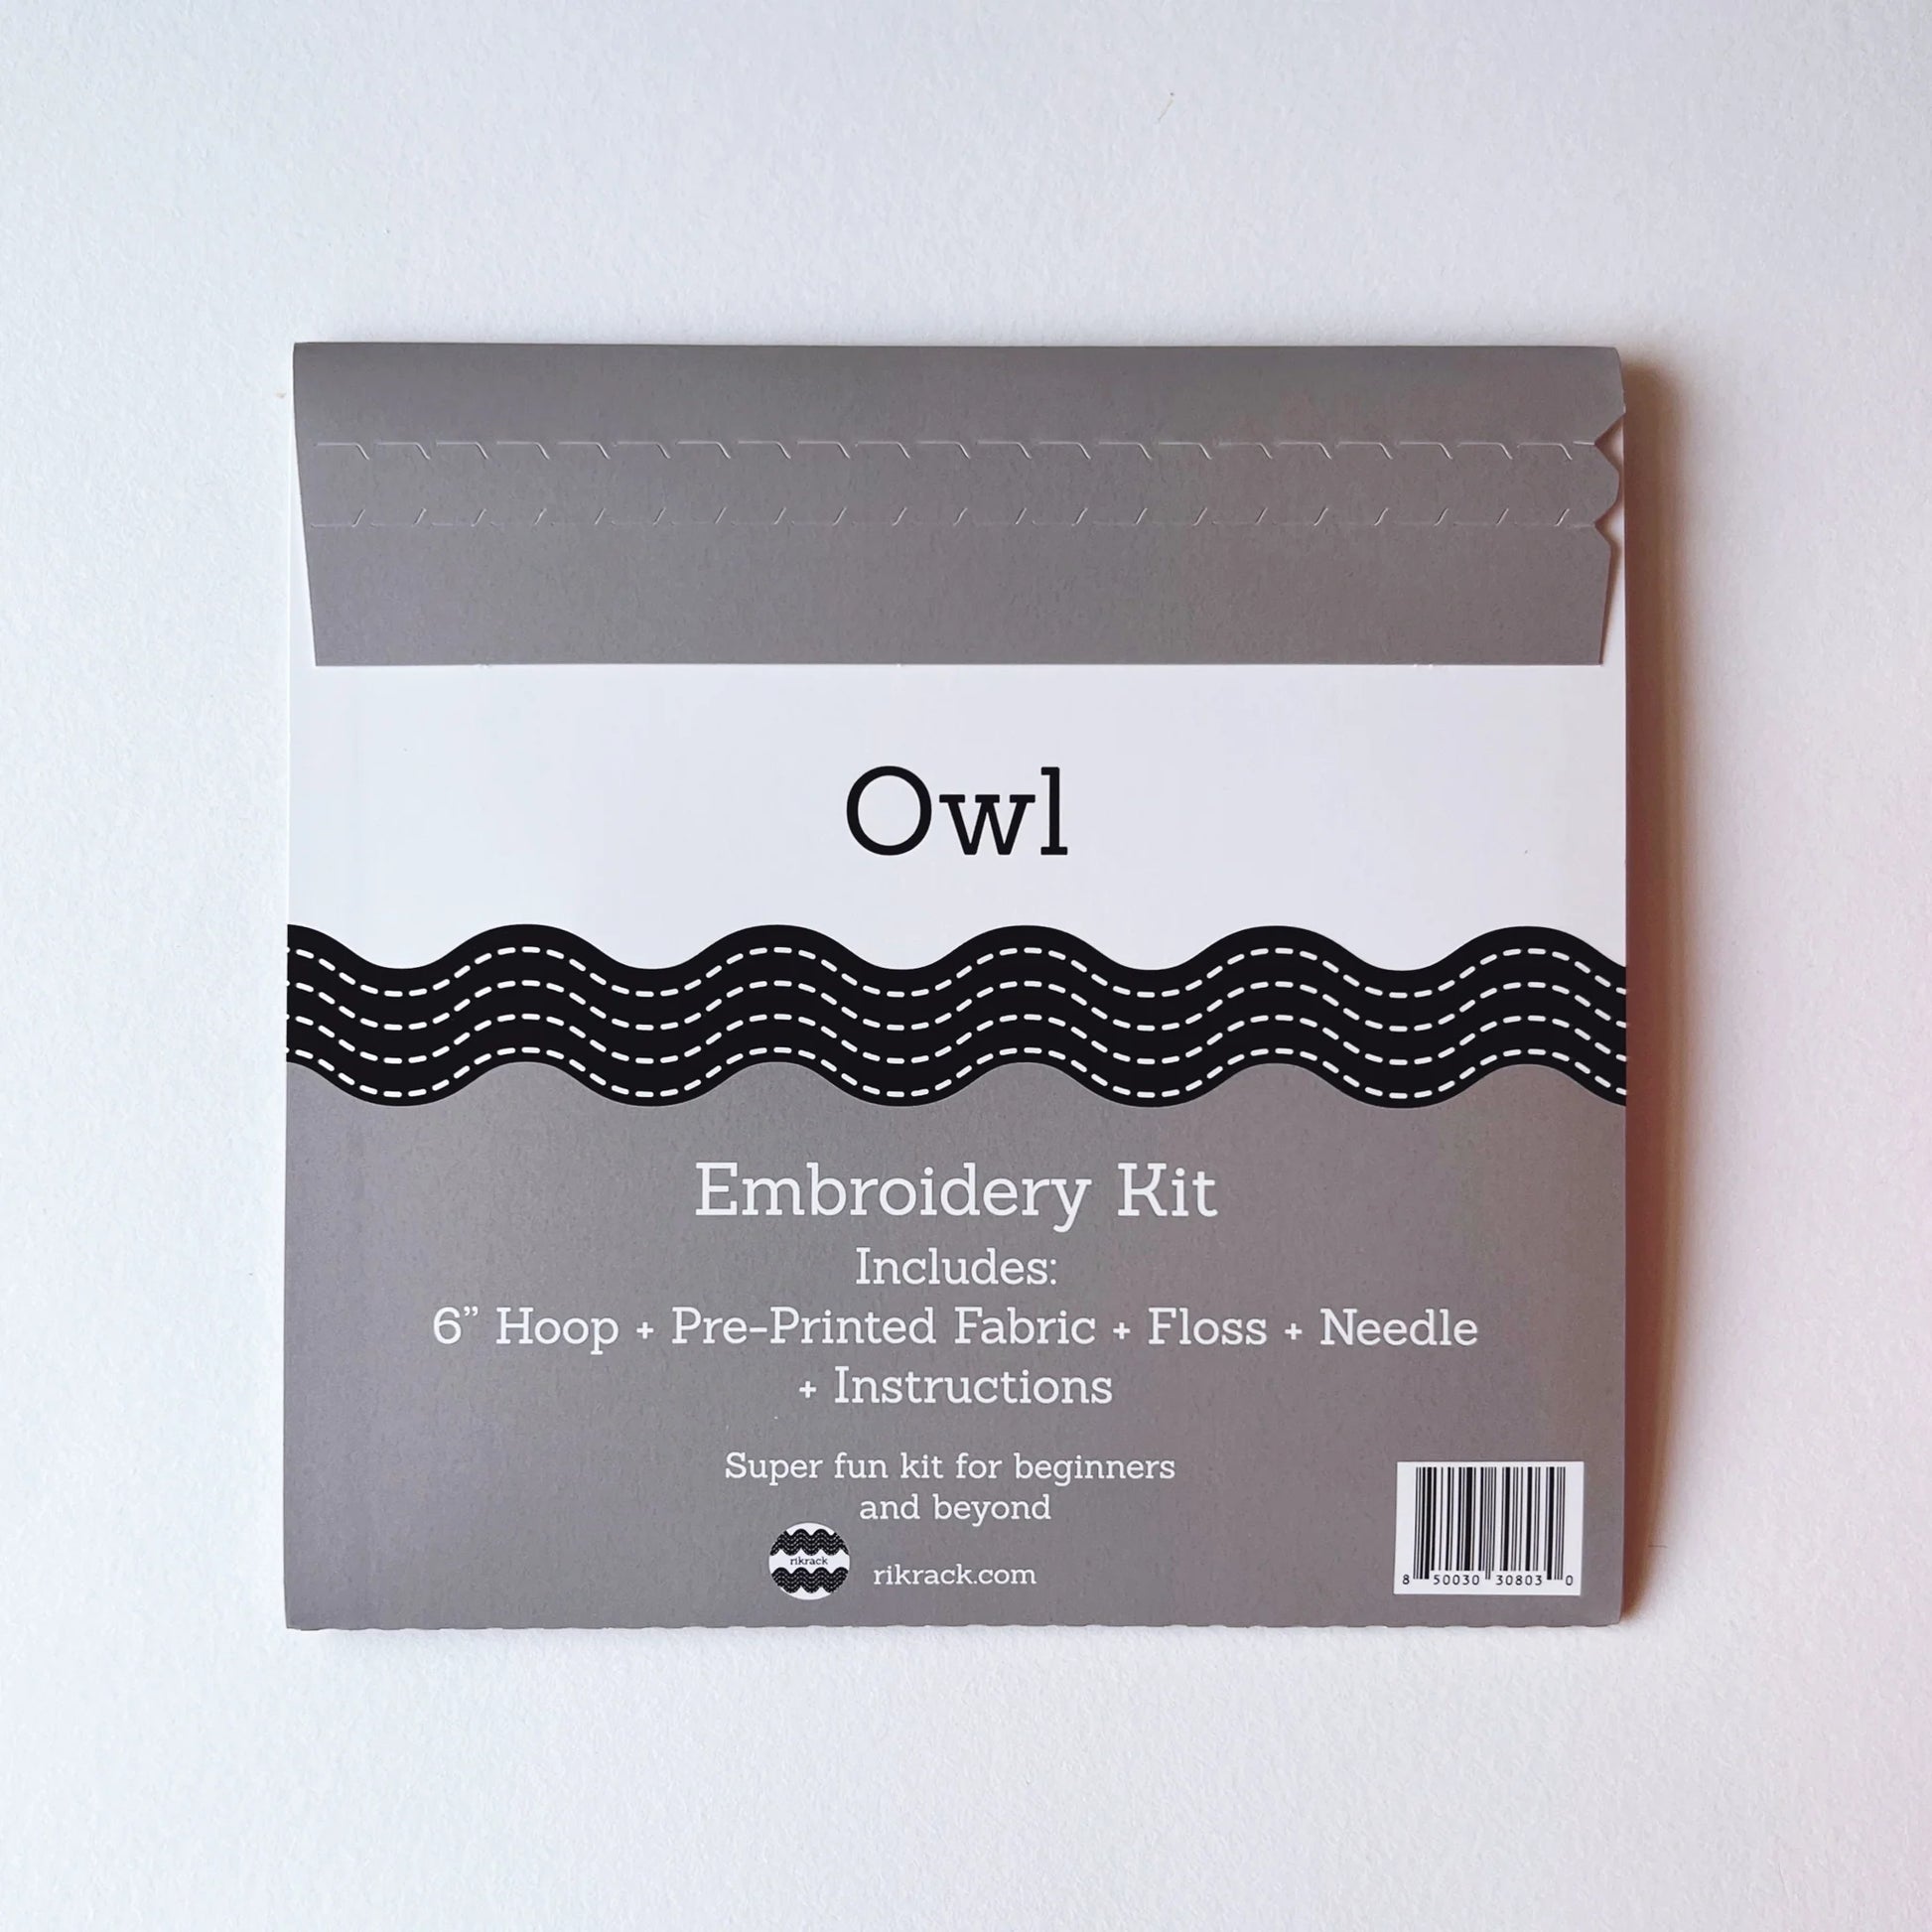 Owl
Embroidery Kit
Includes:
6” Hoop + Pre-Printed Fabric + Floss + Needle
+ Instructions
Super fun kit for beginners
and beyond
rikrack
rikrack.com
8 50030 30803 0